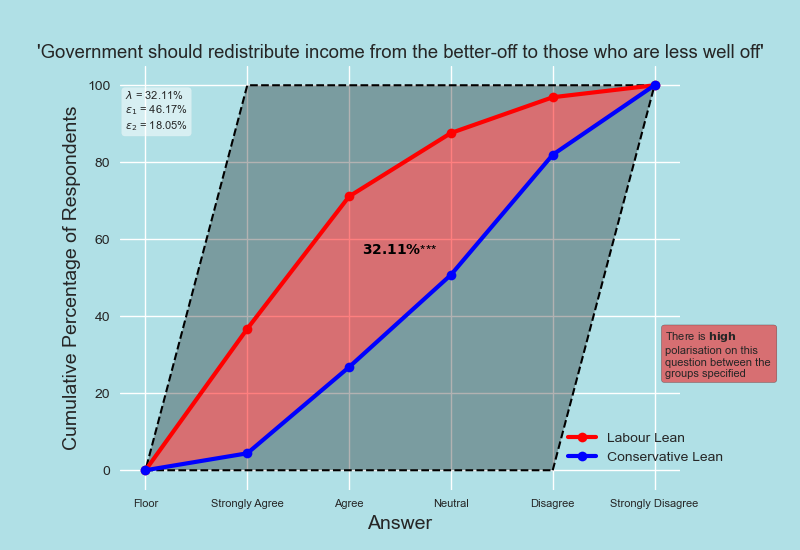 'Government should redistribute income from the better-off to those who are less well off'
100
80
60
40
20
0
Cumulative Percentage of Respondents
λ = 32.11%
ε₁ = 46.17%
ε₂ = 18.05%
32.11%***
There is high
polarisation on this
question between the
groups specified
Labour Lean
Conservative Lean
Floor
Strongly Agree
Agree
Neutral
Disagree
Strongly Disagree
Answer